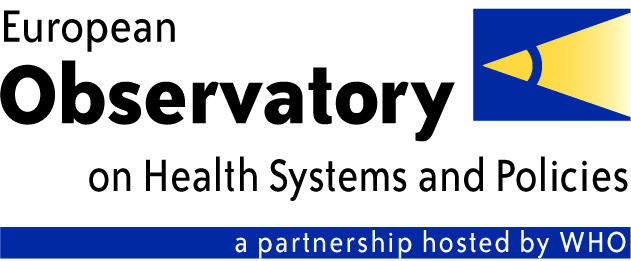 European
Observatory
on Health Systems and Policies
a partnership hosted by WHO